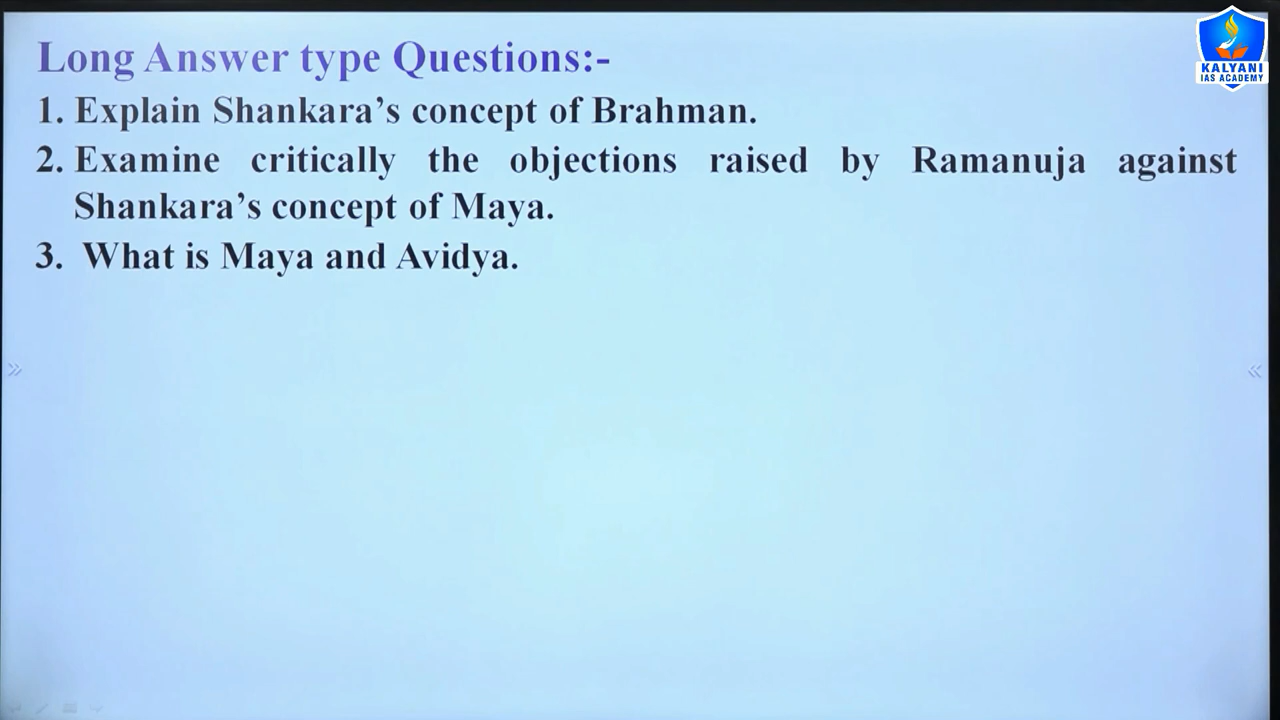 Long Answer type Questions:-
1. Explain Shankara's concept of Brahman.
2. Examine critically the objections raised by Ramanuja against
Shankara's concept of Maya.
3. What is Maya and Avidya.
KALYANI
IAS ACADEMY